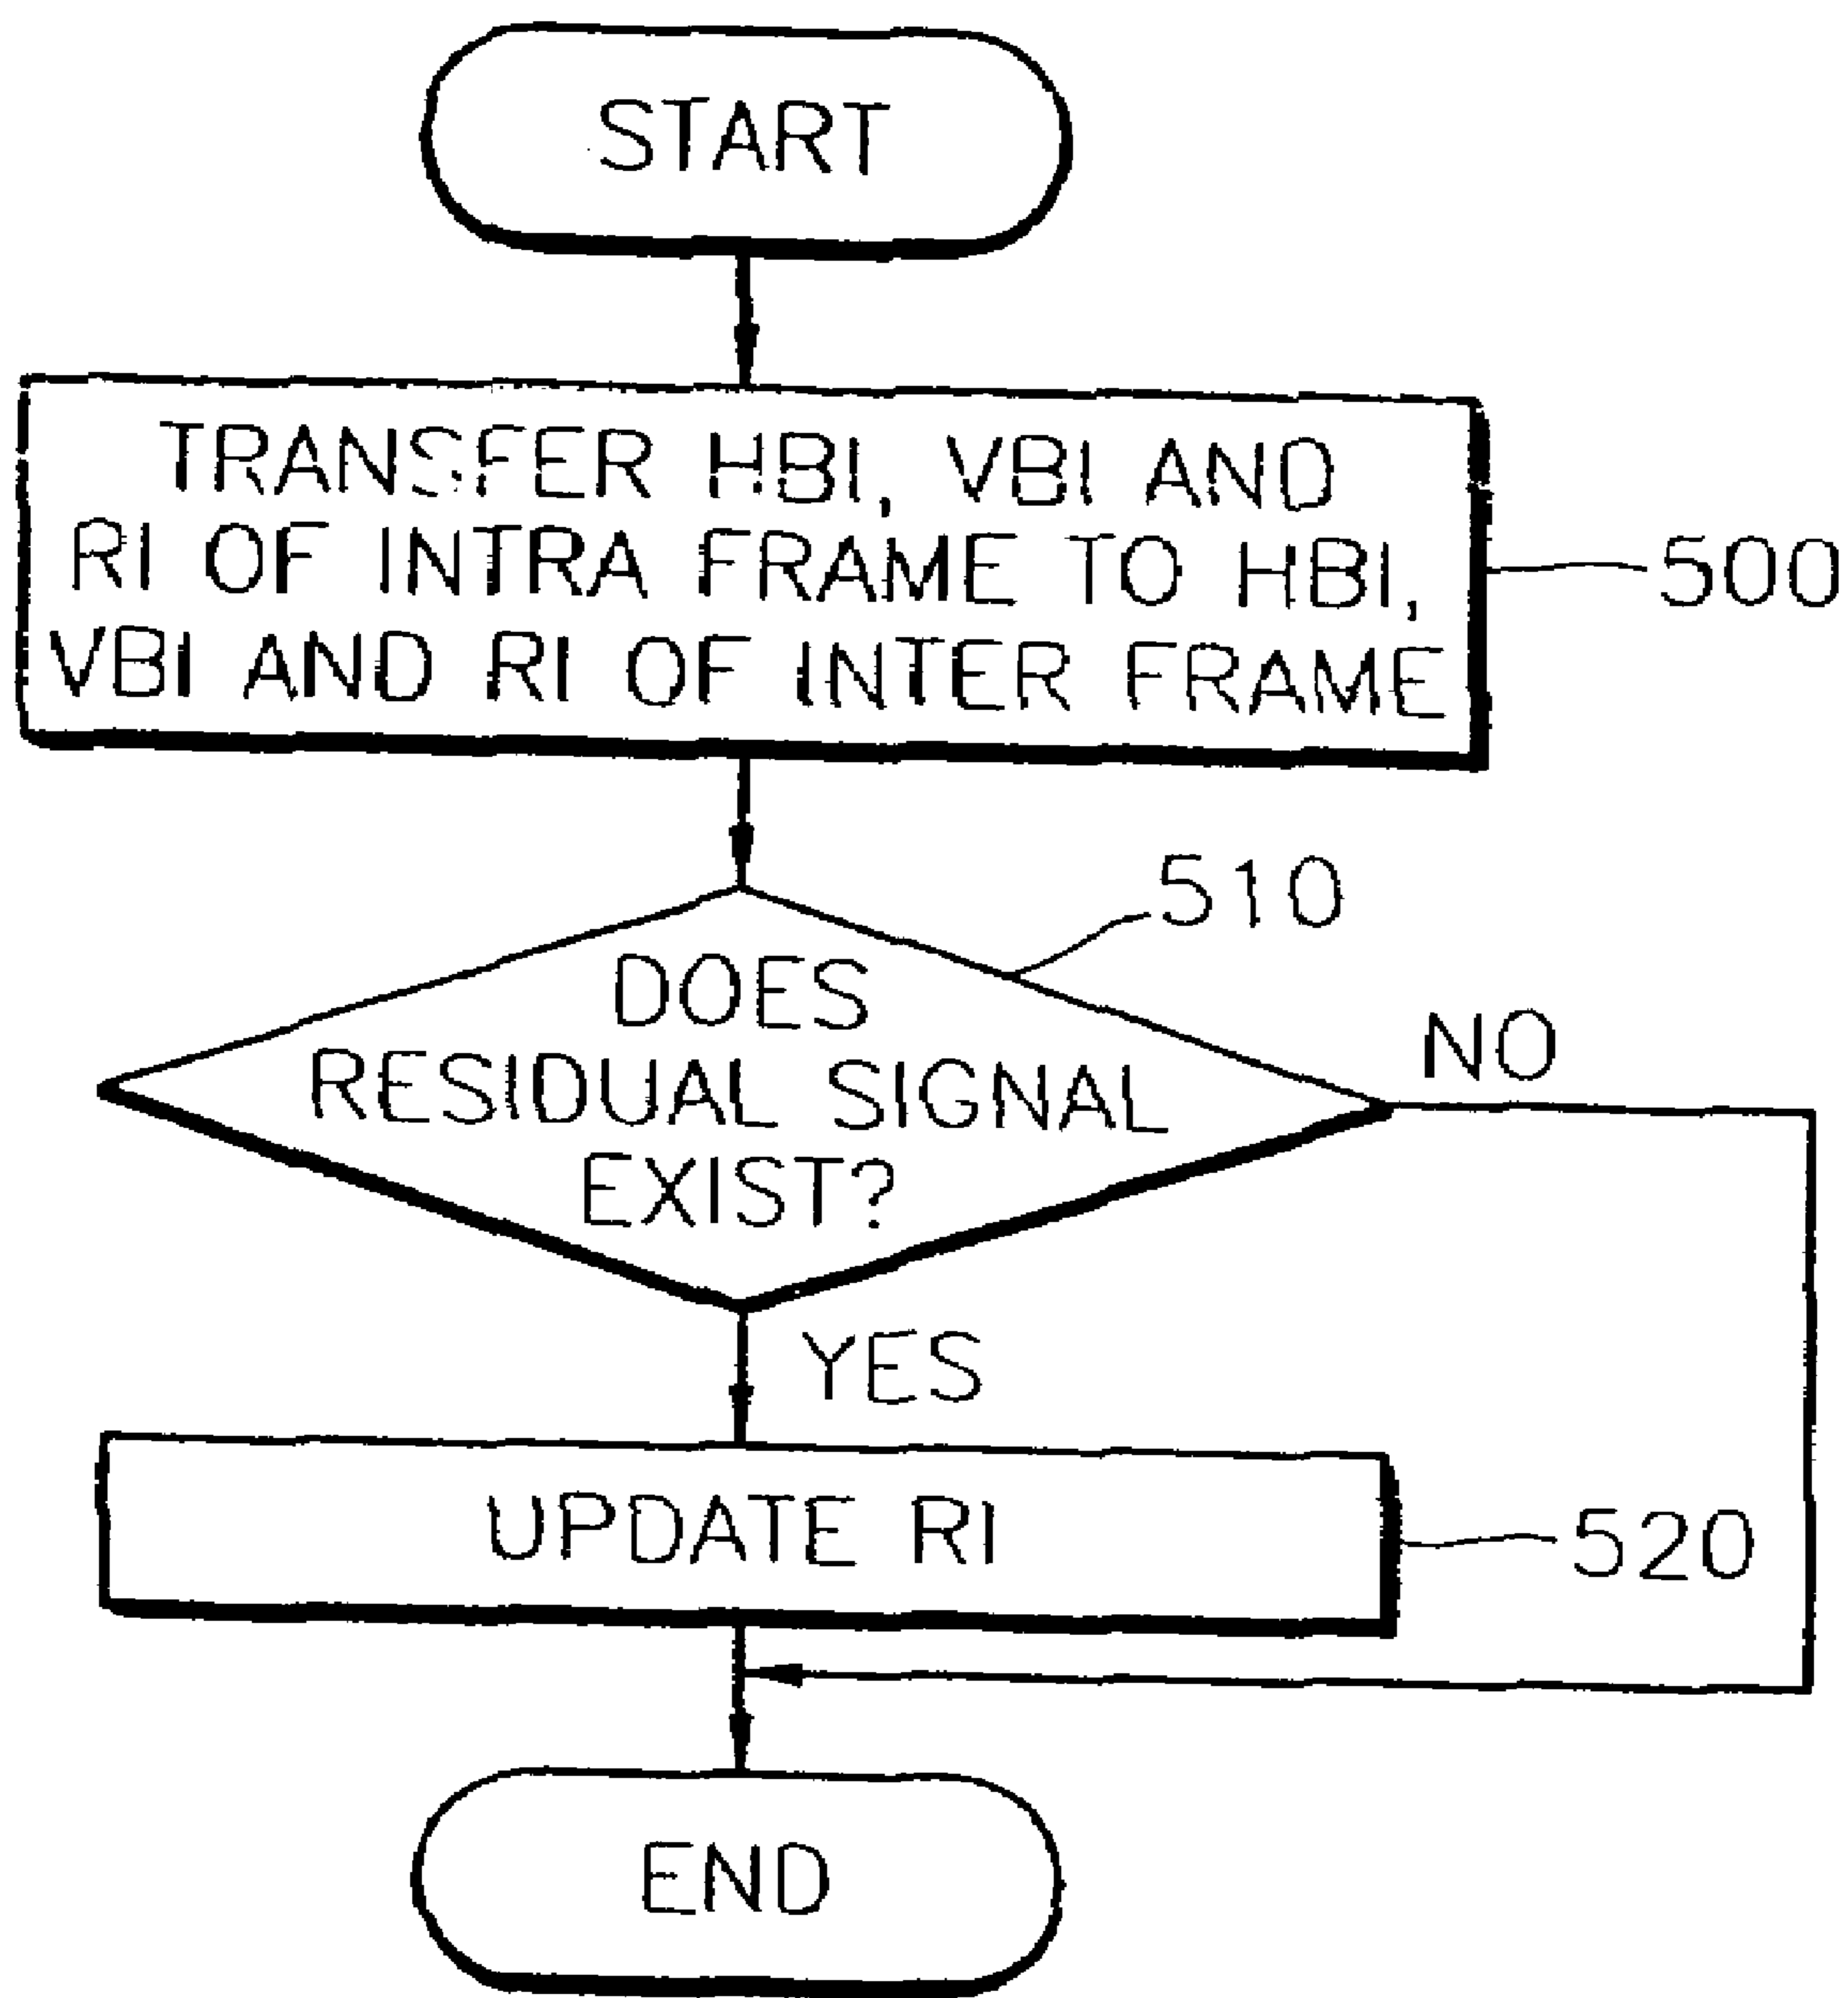 START
TRANSFER HBI, VBI AND
RI OF INTRA FRAME TO HBI,
VBI AND RI OF INTER FRAME
500
510
DOES
RESIDUAL SIGNAL
EXIST?
NO
YES
UPDATE RI
520
END